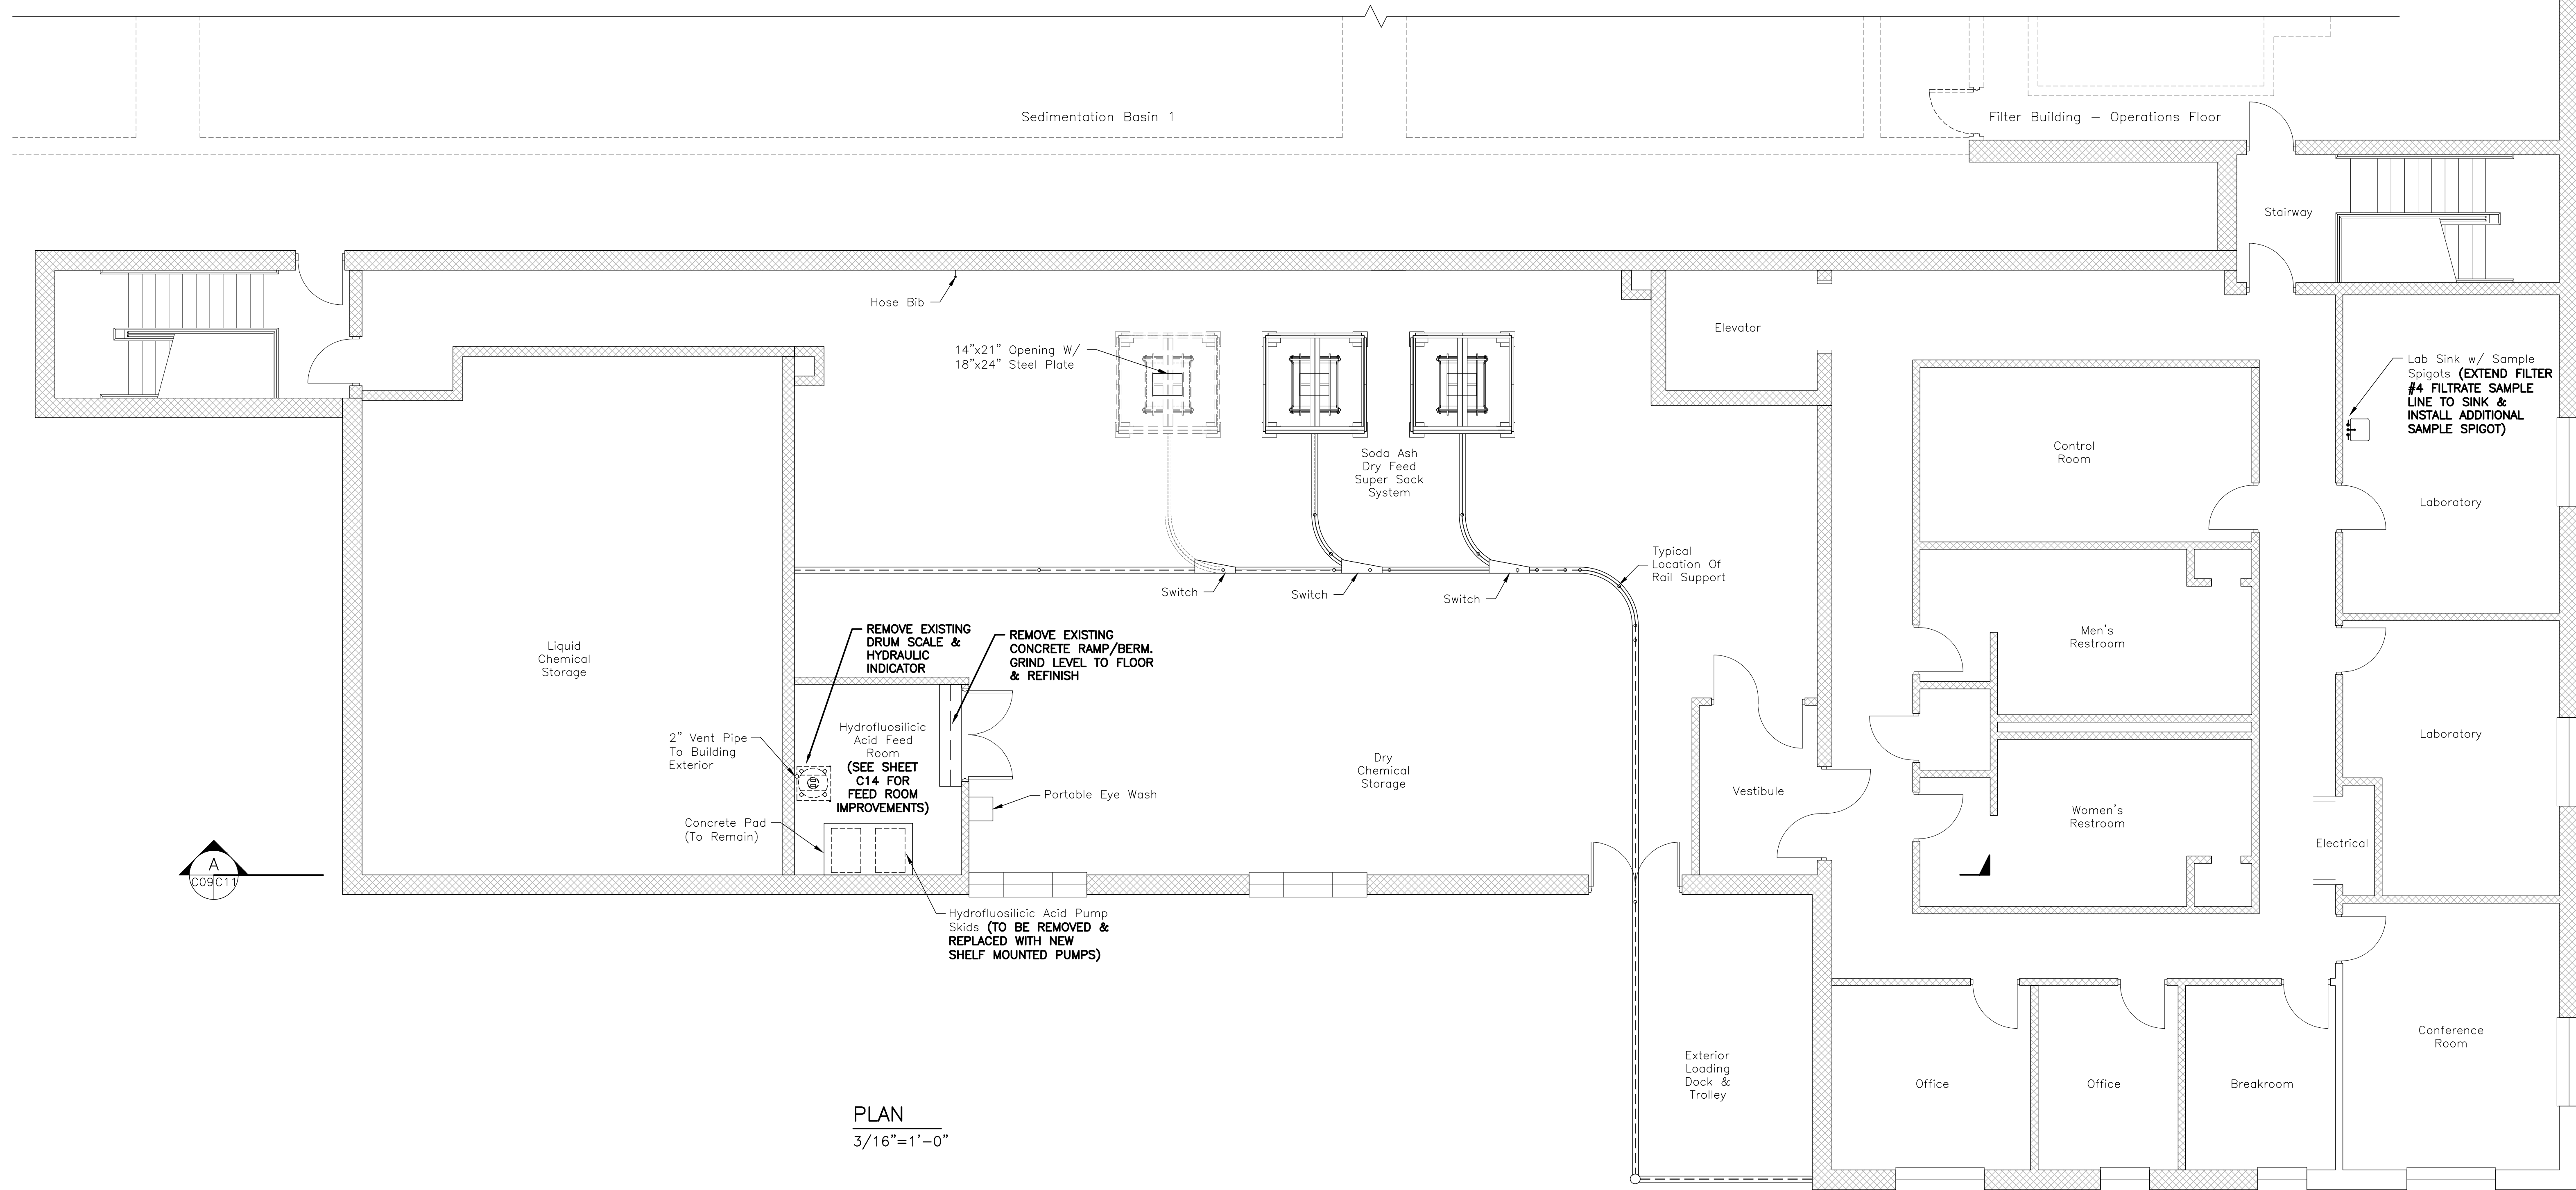 Sedimentation Basin 1
Filter Building – Operations Floor
Stairway
Hose Bib
Elevator
14"x21" Opening W/
18"x24" Steel Plate
Lab Sink w/ Sample
Spigots (EXTEND FILTER
#4 FILTRATE SAMPLE
LINE TO SINK &
INSTALL ADDITIONAL
SAMPLE SPIGOT)
Soda Ash
Dry Feed
Super Sack
System
Control
Room
Laboratory
Typical
Location Of
Rail Support
Switch
Switch
Switch
Liquid
Chemical
Storage
REMOVE EXISTING
DRUM SCALE &
HYDRAULIC
INDICATOR
REMOVE EXISTING
CONCRETE RAMP/BERM.
GRIND LEVEL TO FLOOR
& REFINISH
Men's
Restroom
2" Vent Pipe
To Building
Exterior
Hydrofluosilicic
Acid Feed
Room
(SEE SHEET
C14 FOR
FEED ROOM
IMPROVEMENTS)
Laboratory
Dry
Chemical
Storage
Portable Eye Wash
Vestibule
Women's
Restroom
Concrete Pad
(To Remain)
Electrical
A
C09 C11
Hydrofluosilicic Acid Pump
Skids (TO BE REMOVED &
REPLACED WITH NEW
SHELF MOUNTED PUMPS)
Conference
Room
Exterior
Loading
Dock &
Trolley
Office
Office
Breakroom
PLAN
3/16"=1'-0"